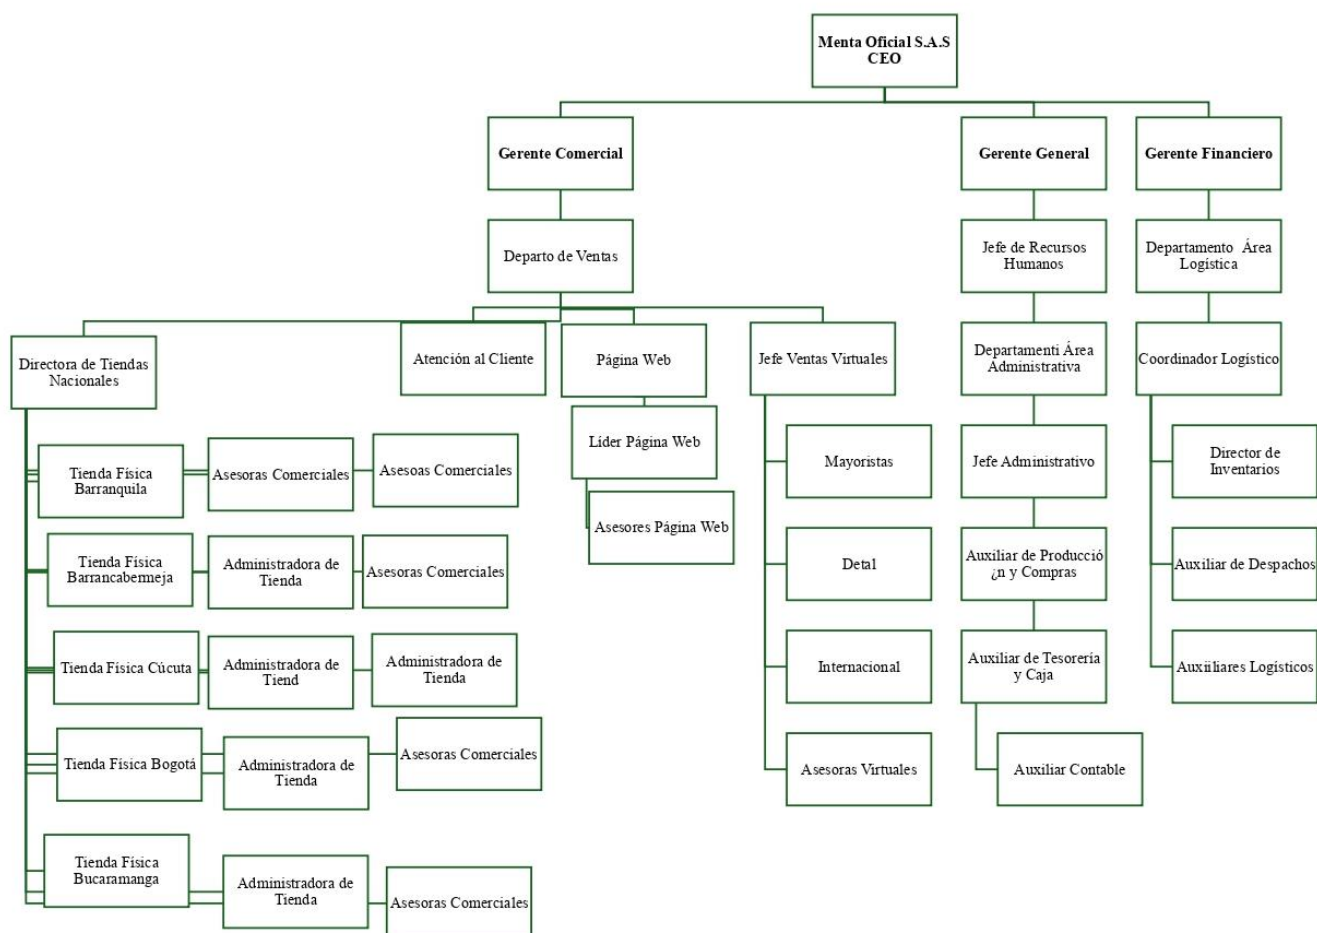 Menta Oficial S.A.S
CEO
Gerente Comercial
Gerente General
Gerente Financiero
Departo de Ventas
Jefe de Recursos
Humanos
Departamento Área
Logística
Directora de Tiendas
Nacionales
Atención al Cliente
Página Web
Jefe Ventas Virtuales
Departamenti Área
Administrativa
Coordinador Logístico
Líder Página Web
Asesores Página Web
Tienda Física
Barranquila
Asesoras Comerciales
Asesoas Comerciales
Mayoristas
Jefe Administrativo
Director de
Inventarios
Tienda Física
Barrancabermeja
Administradora de
Tienda
Asesoras Comerciales
Detal
Auxiliar de Producció
¿n y Compras
Auxiliar de Despachos
Tienda Física Cúcuta
Administradora de
Tiend
Administradora de
Tienda
Internacional
Auxiliar de Tesorería
y Caja
Auxiiliares Logísticos
Tienda Física Bogotá
Administradora de
Tienda
Asesoras Comerciales
Asesoras Virtuales
Auxiliar Contable
Tienda Física
Bucaramanga
Administradora de
Tienda
Asesoras Comerciales